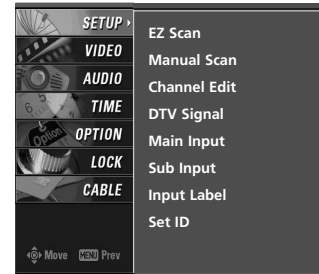 SETUP
VIDEO
AUDIO
TIME
OPTION
LOCK
CABLE
Move MENU Prev
EZ Scan
Manual Scan
Channel Edit
DTV Signal
Main Input
Sub Input
Input Label
Set ID